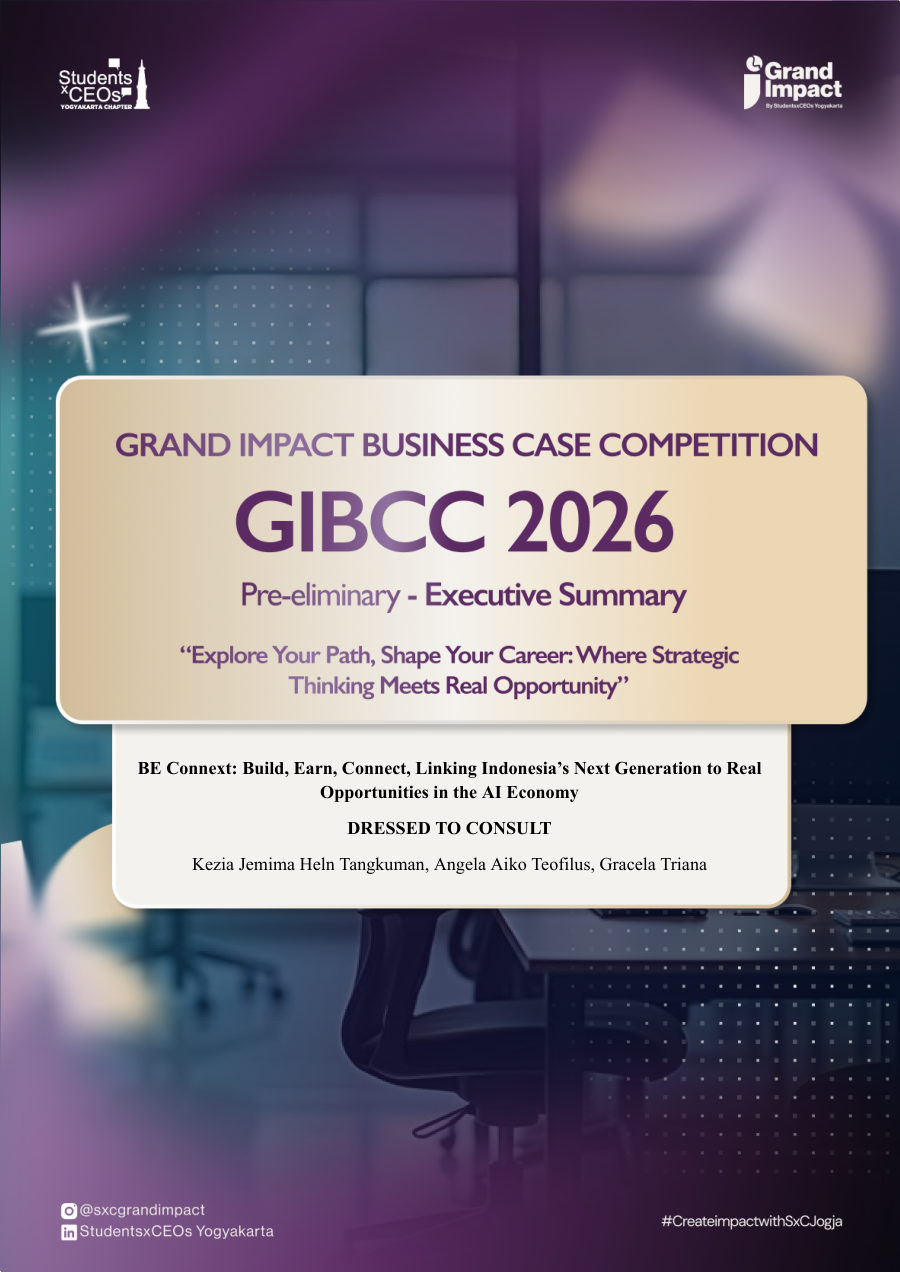 Students
xCEOs
YOGYAKARTA CHAPTER
Grand
Impact
By StudentsxCEOs Yogyakarta
GRAND IMPACT BUSINESS CASE COMPETITION
GIBCC 2026
Pre-eliminary - Executive Summary
“Explore Your Path, Shape Your Career: Where Strategic
Thinking Meets Real Opportunity”
BE Connext: Build, Earn, Connect, Linking Indonesia’s Next Generation to Real
Opportunities in the AI Economy
DRESSED TO CONSULT
Kezia Jemima Heln Tangkuman, Angela Aiko Teofilus, Gracela Triana
@sxcgrandimpact
StudentsxCEOs Yogyakarta
#CreateimpactwithSxCJogja